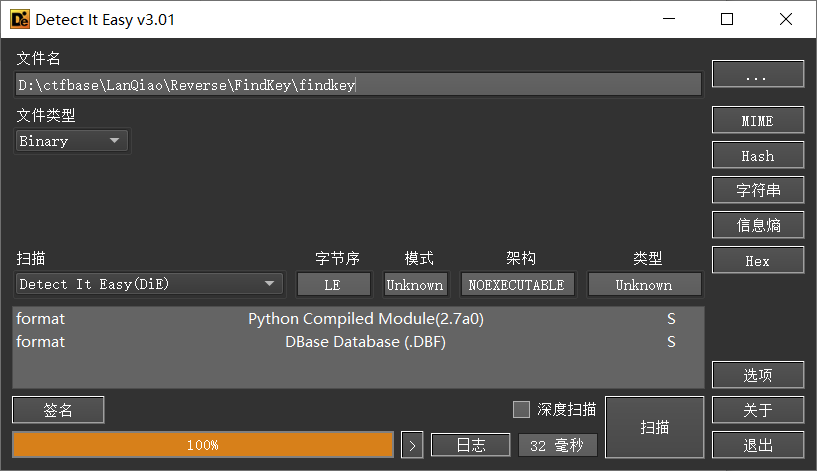 Detect It Easy v3.01
文件名
D:\ctfbase\LanQiao\Reverse\FindKey\findkey
...
文件类型
Binary
MIME
Hash
字符串
信息熵
扫描 字节序 模式 架构 类型
Hex
Detect It Easy(DiE) LE Unknown NOEXECUTABLE Unknown
format Python Compiled Module(2.7a0) S
format DBase Database (.DBF) S
选项
签名 深度扫描 扫描 关于
100% > 日志 32 毫秒 退出